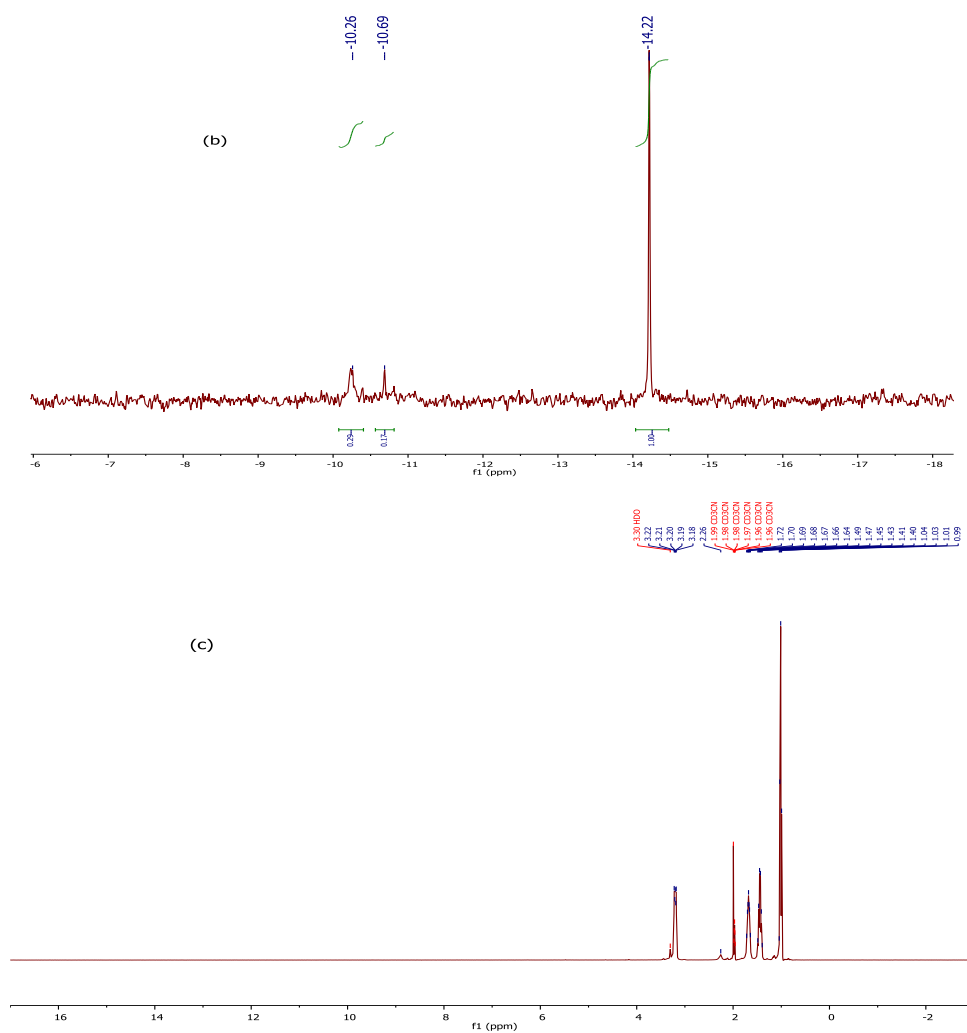 -10.26
-10.69
-14.22
(b)
0.29
0.17
1.00
-6 -7 -8 -9 -10 -11 -12 -13 -14 -15 -16 -17 -18
f1 (ppm)
3.30 HDO
3.22
3.21
3.20
3.19
3.18
2.26
1.99 CD3CN
1.98 CD3CN
1.98 CD3CN
1.97 CD3CN
1.96 CD3CN
1.96 CD3CN
1.72
1.70
1.69
1.68
1.67
1.66
1.64
1.49
1.47
1.45
1.43
1.41
1.40
1.04
1.03
1.01
0.99
(c)
16 14 12 10 8 6 4 2 0 -2
f1 (ppm)